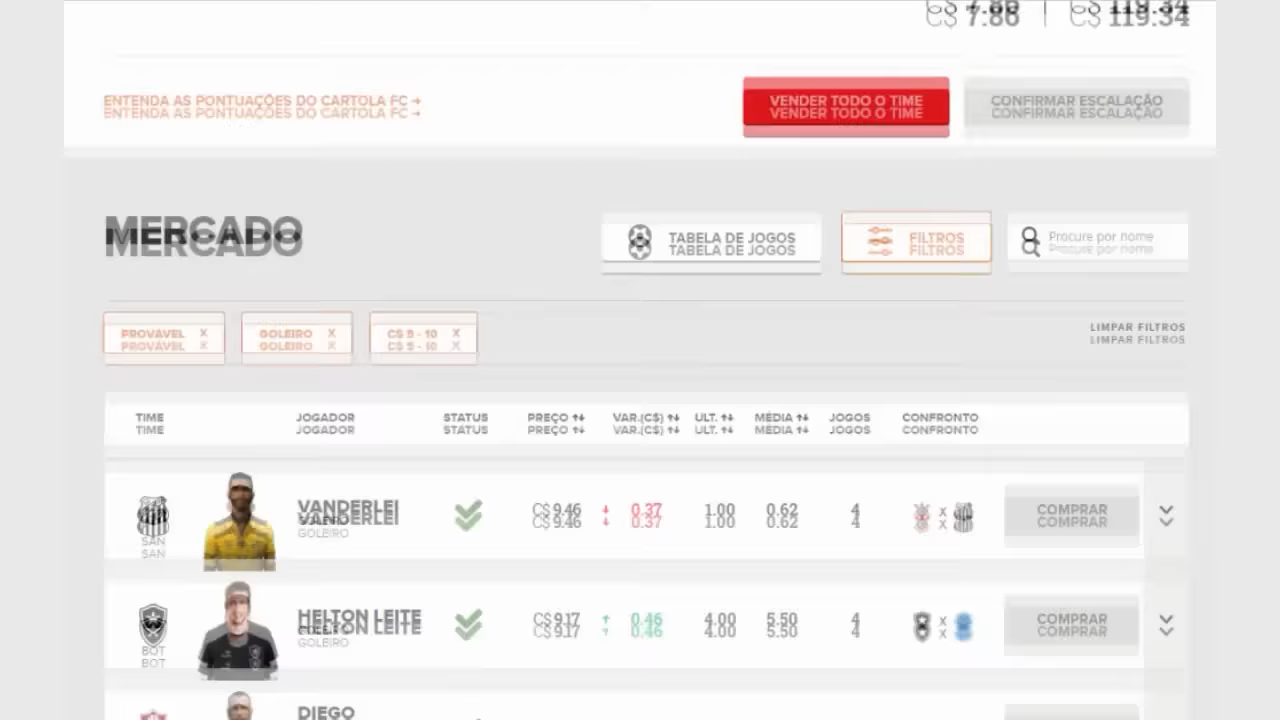 C$ 7.86 | C$ 119.34
ENTENDA AS PONTUAÇÕES DO CARTOLA FC
VENDER TODO O TIME
CONFIRMAR ESCALAÇÃO
MERCADO
TABELA DE JOGOS
FILTROS
Procure por nome
PROVÁVEL X
GOLEIRO X
C$ 9 - 10 X
LIMPAR FILTROS
TIME JOGADOR STATUS PREÇO VAR.(C$) ULT. MÉDIA JOGOS CONFRONTO
VANDERLEI
GOLEIRO
SAN
C$ 9.46 0.37 1.00 0.62 4 X COMPRAR
HELTON LEITE
GOLEIRO
BOT
C$ 9.17 0.46 4.00 5.50 4 X COMPRAR
DIEGO